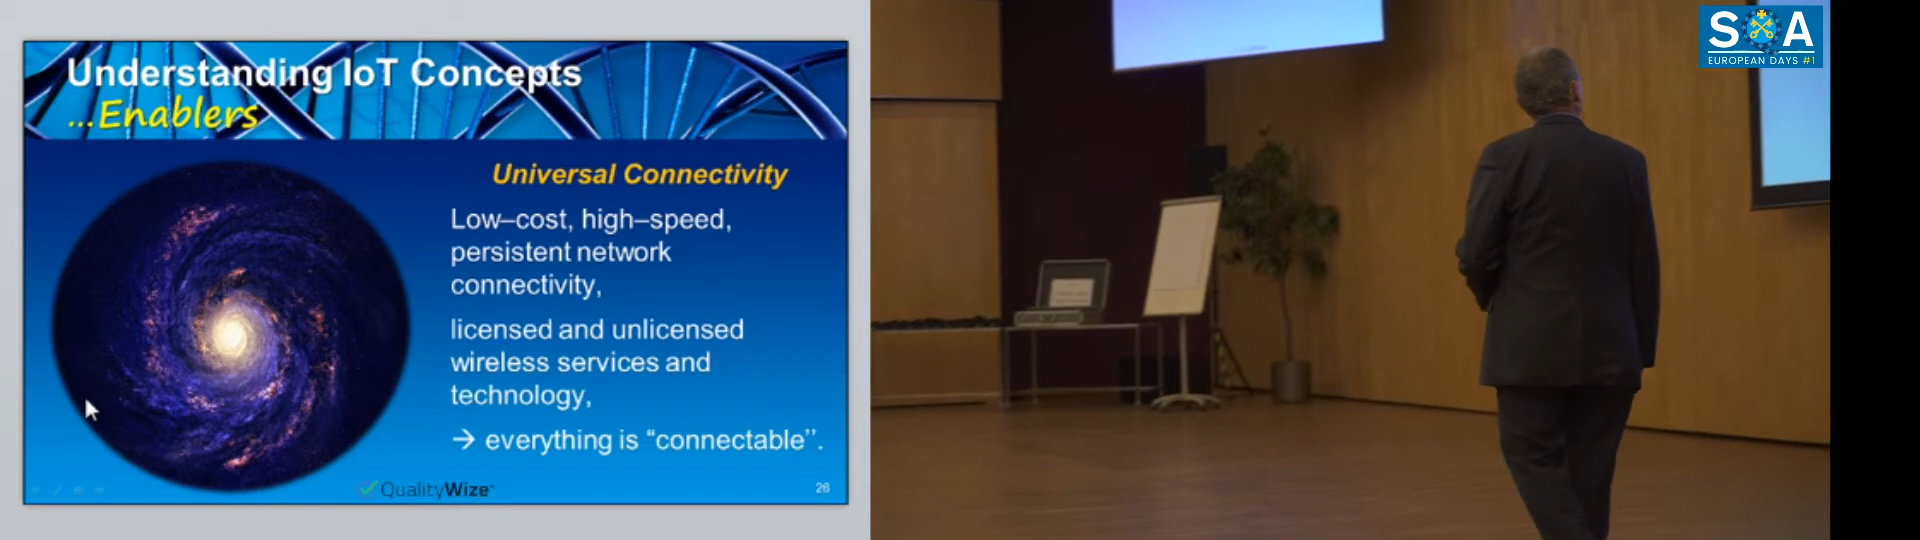 Understanding IoT Concepts
...Enablers
Universal Connectivity
Low–cost, high–speed,
persistent network
connectivity,
licensed and unlicensed
wireless services and
technology,
→ everything is “connectable’’.
QualityWize
26
SOA
EUROPEAN DAYS #1